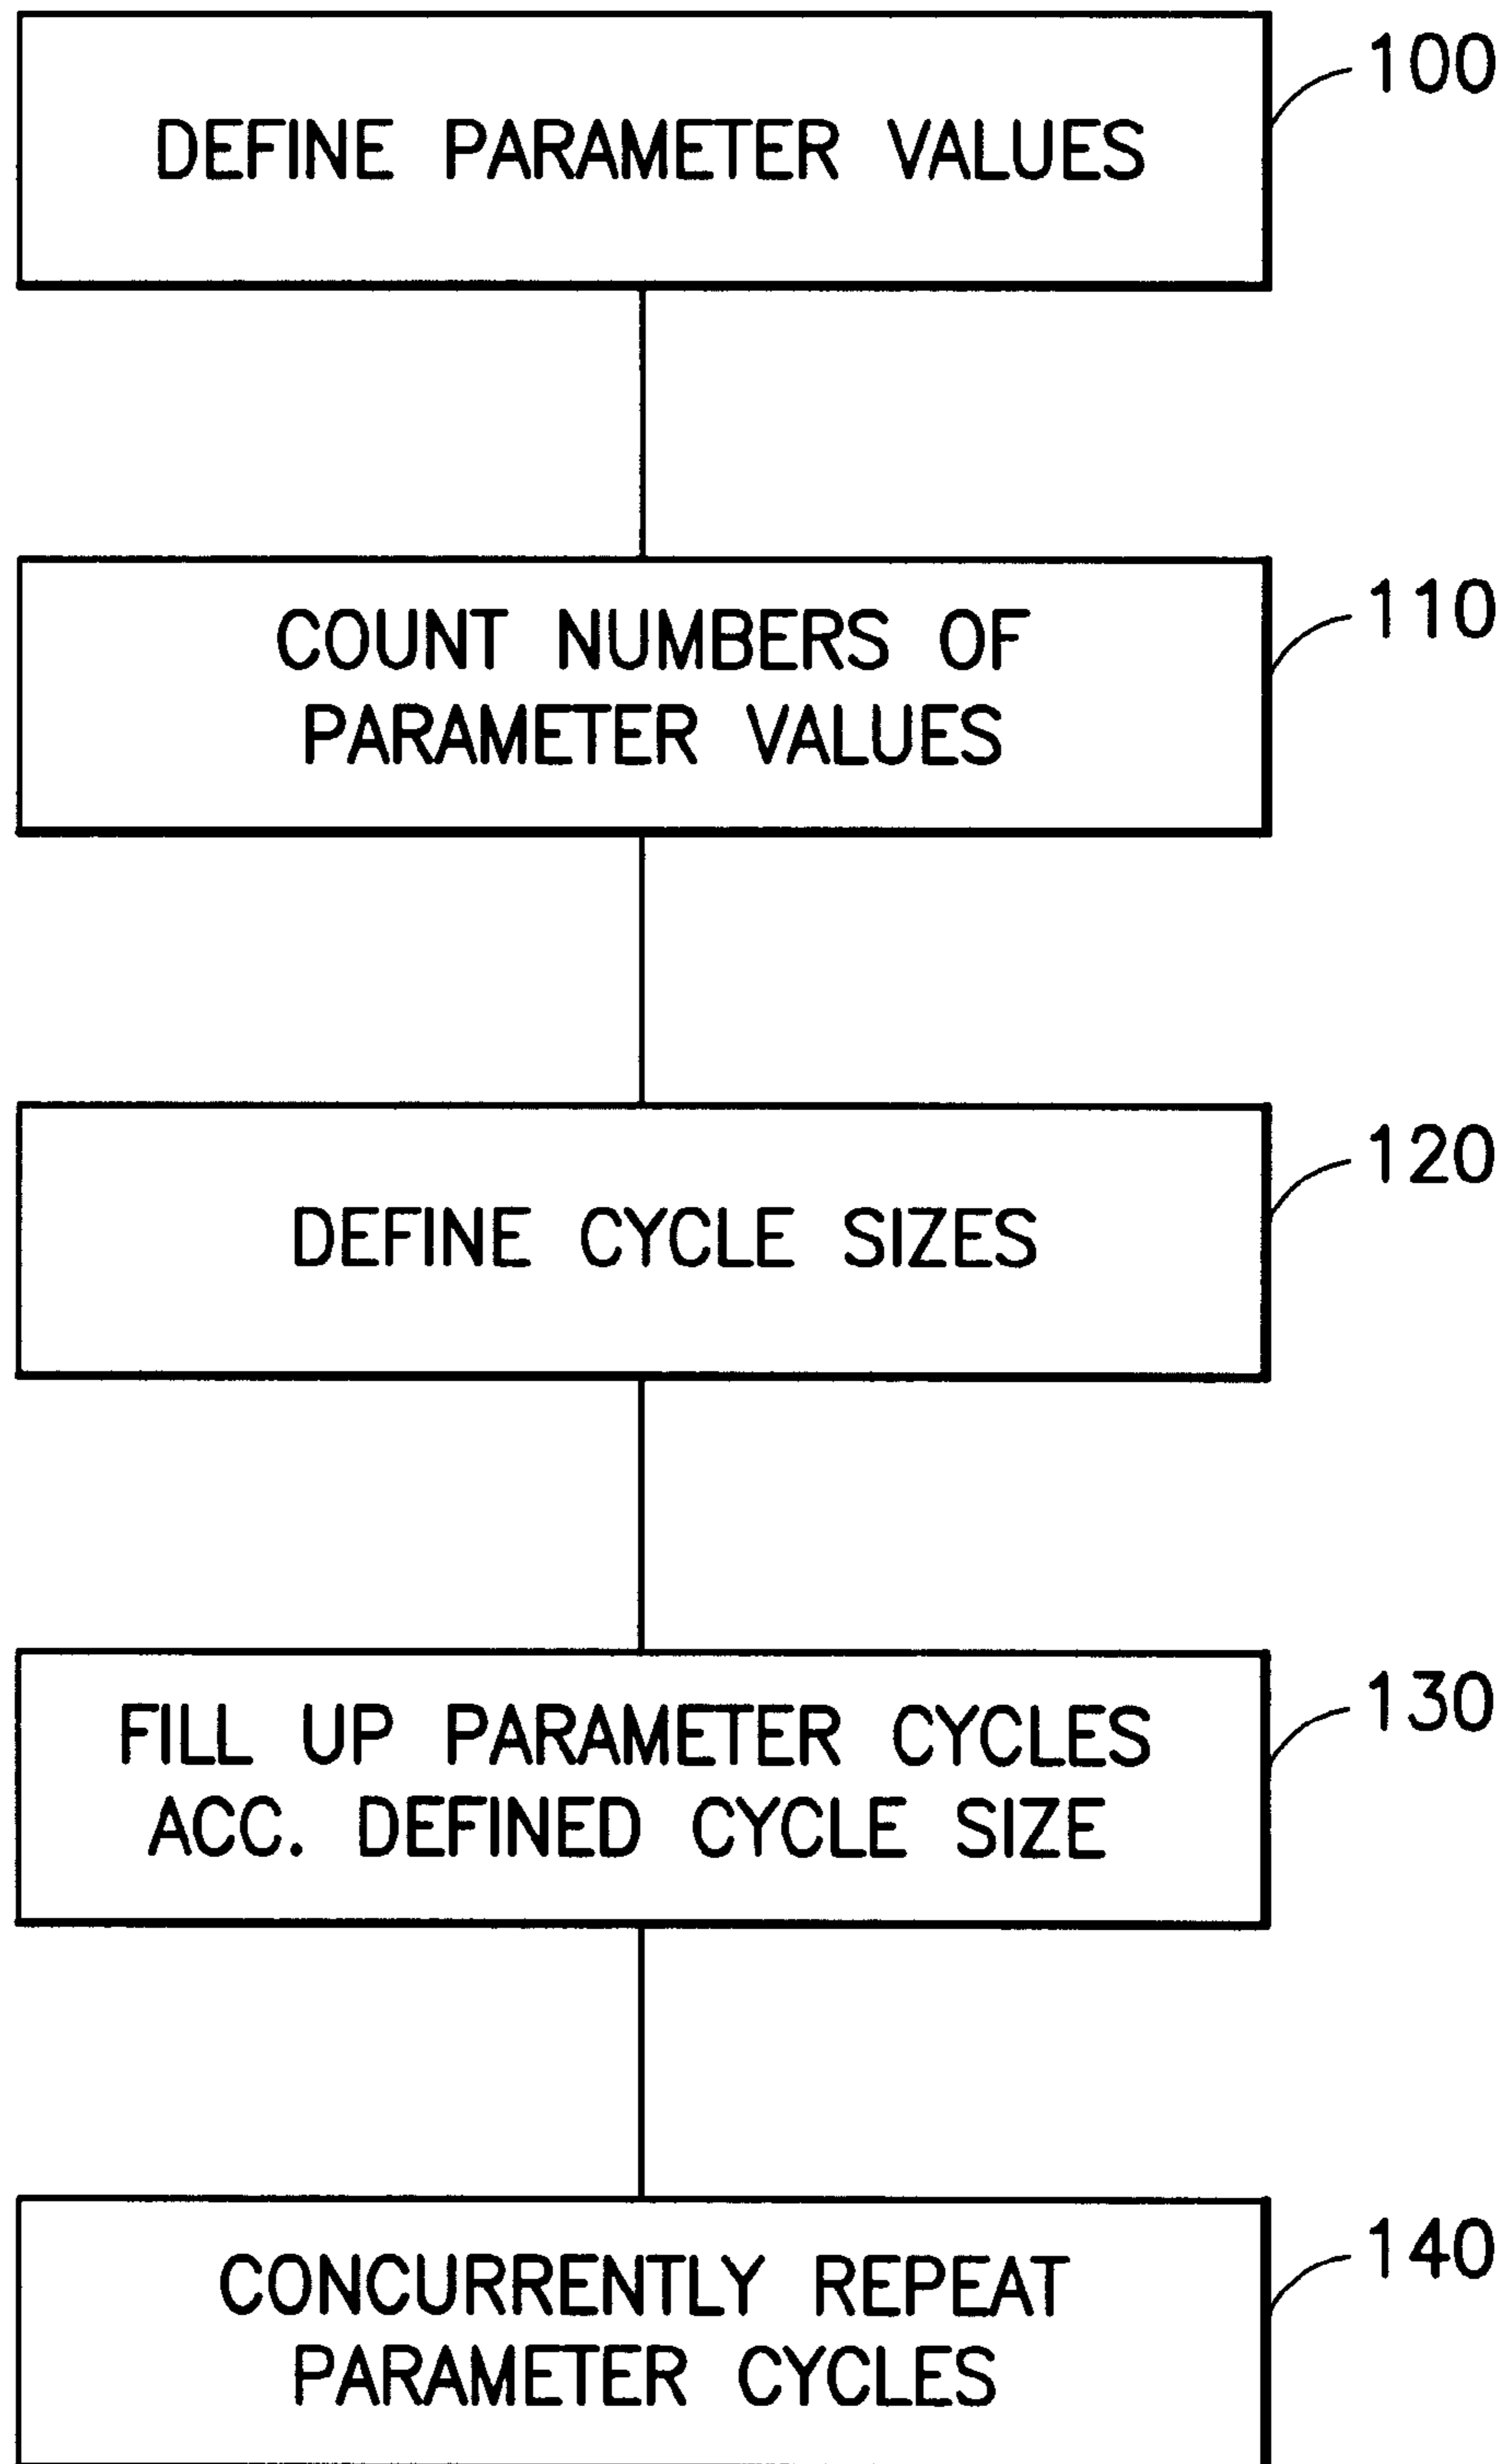 100
DEFINE PARAMETER VALUES
110
COUNT NUMBERS OF
PARAMETER VALUES
120
DEFINE CYCLE SIZES
130
FILL UP PARAMETER CYCLES
ACC. DEFINED CYCLE SIZE
140
CONCURRENTLY REPEAT
PARAMETER CYCLES